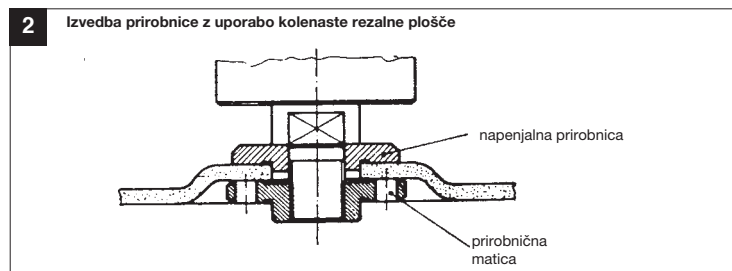 2
Izvedba prirobnice z uporabo kolenaste rezalne plošče
napenjalna prirobnica
prirobnična
matica